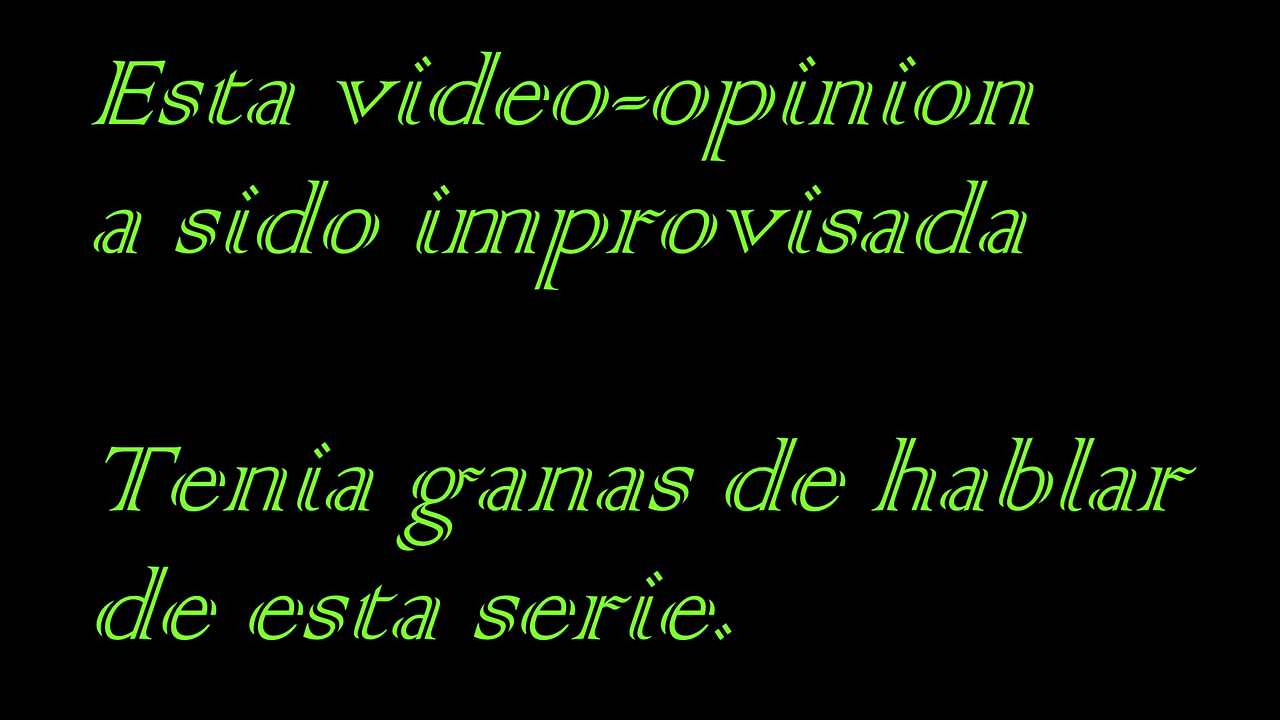 Esta video-opinion
a sido improvisada
Tenia ganas de hablar
de esta serie.